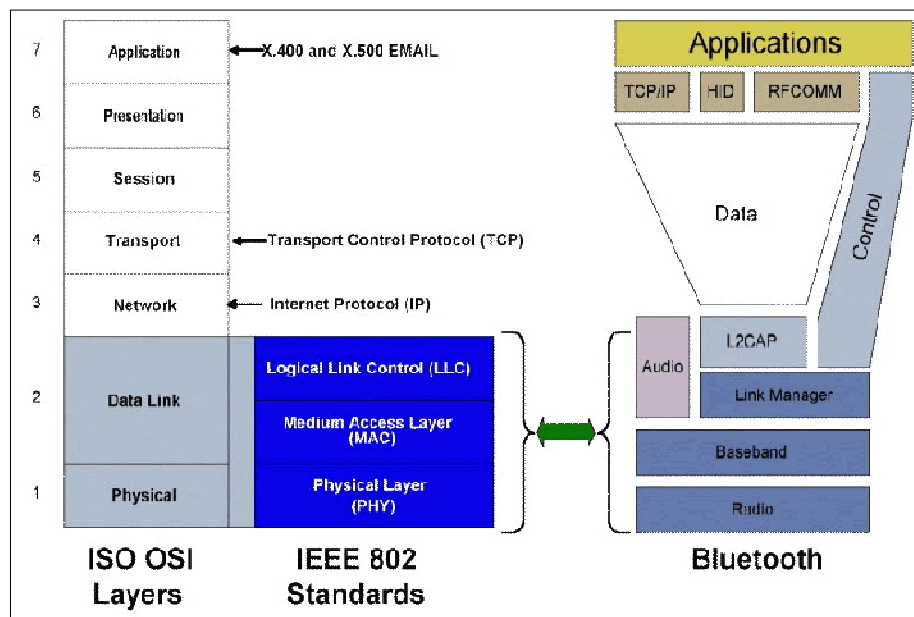 7
Application
X.400 and X.500 EMAIL
6
Presentation
5
Session
4
Transport
Transport Control Protocol (TCP)
3
Network
Internet Protocol (IP)
2
Data Link
Logical Link Control (LLC)
Medium Access Layer
(MAC)
1
Physical
Physical Layer
(PHY)
ISO OSI
Layers
IEEE 802
Standards
Applications
TCP/IP
HID
RFCOMM
Data
Control
Audio
L2CAP
Link Manager
Baseband
Radio
Bluetooth